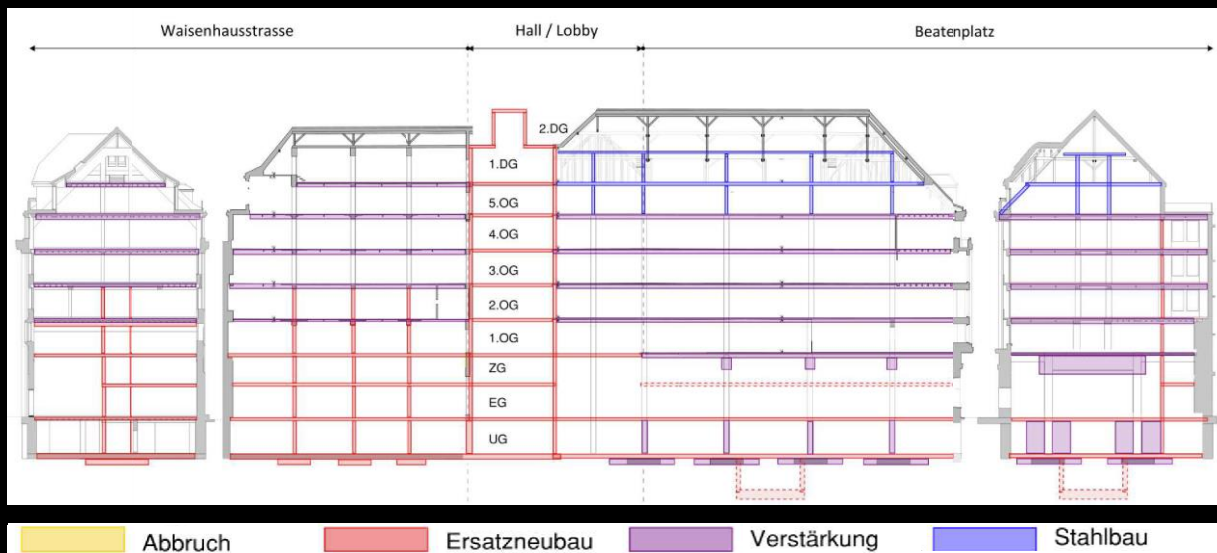 Waisenhausstrasse
Hall / Lobby
Beatenplatz
2.DG
1.DG
5.OG
4.OG
3.OG
2.OG
1.OG
ZG
EG
UG
Abbruch
Ersatzneubau
Verstärkung
Stahlbau